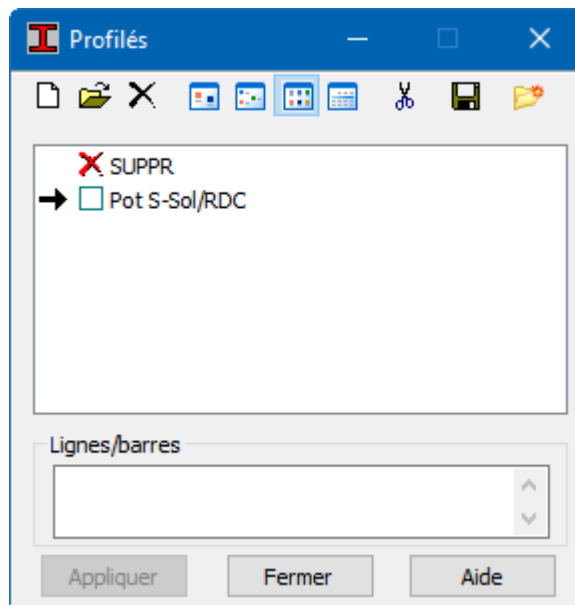 Profilés
SUPPR
Pot S-Sol/RDC
Lignes/barres
Appliquer Fermer Aide